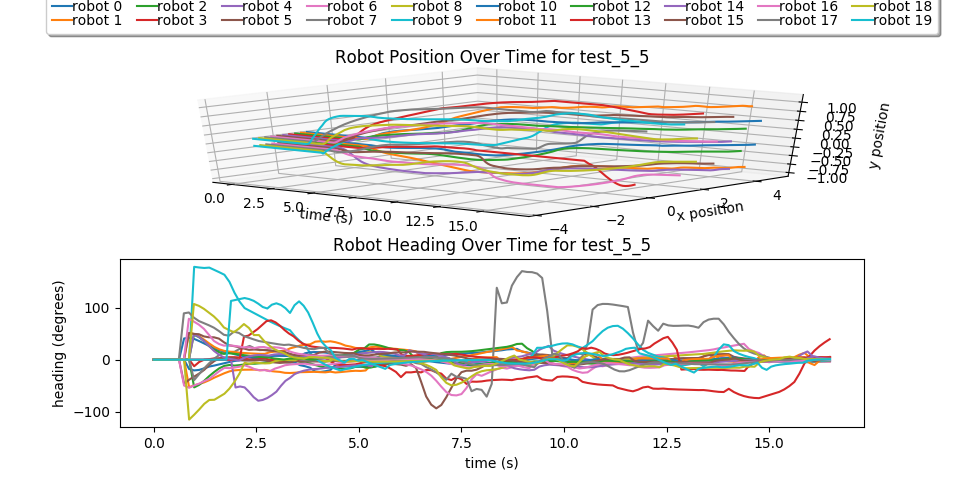 robot 0 robot 2 robot 4 robot 6 robot 8 robot 10 robot 12 robot 14 robot 16 robot 18
robot 1 robot 3 robot 5 robot 7 robot 9 robot 11 robot 13 robot 15 robot 17 robot 19
Robot Position Over Time for test_5_5
1.00
0.75
0.50
0.25
0.00
−0.25
−0.50
−0.75
−1.00
y position
0.0 2.5 5.0 7.5 10.0 12.5 15.0
time (s)
−4 −2 0 2 4
x position
Robot Heading Over Time for test_5_5
100
0
−100
heading (degrees)
0.0 2.5 5.0 7.5 10.0 12.5 15.0
time (s)